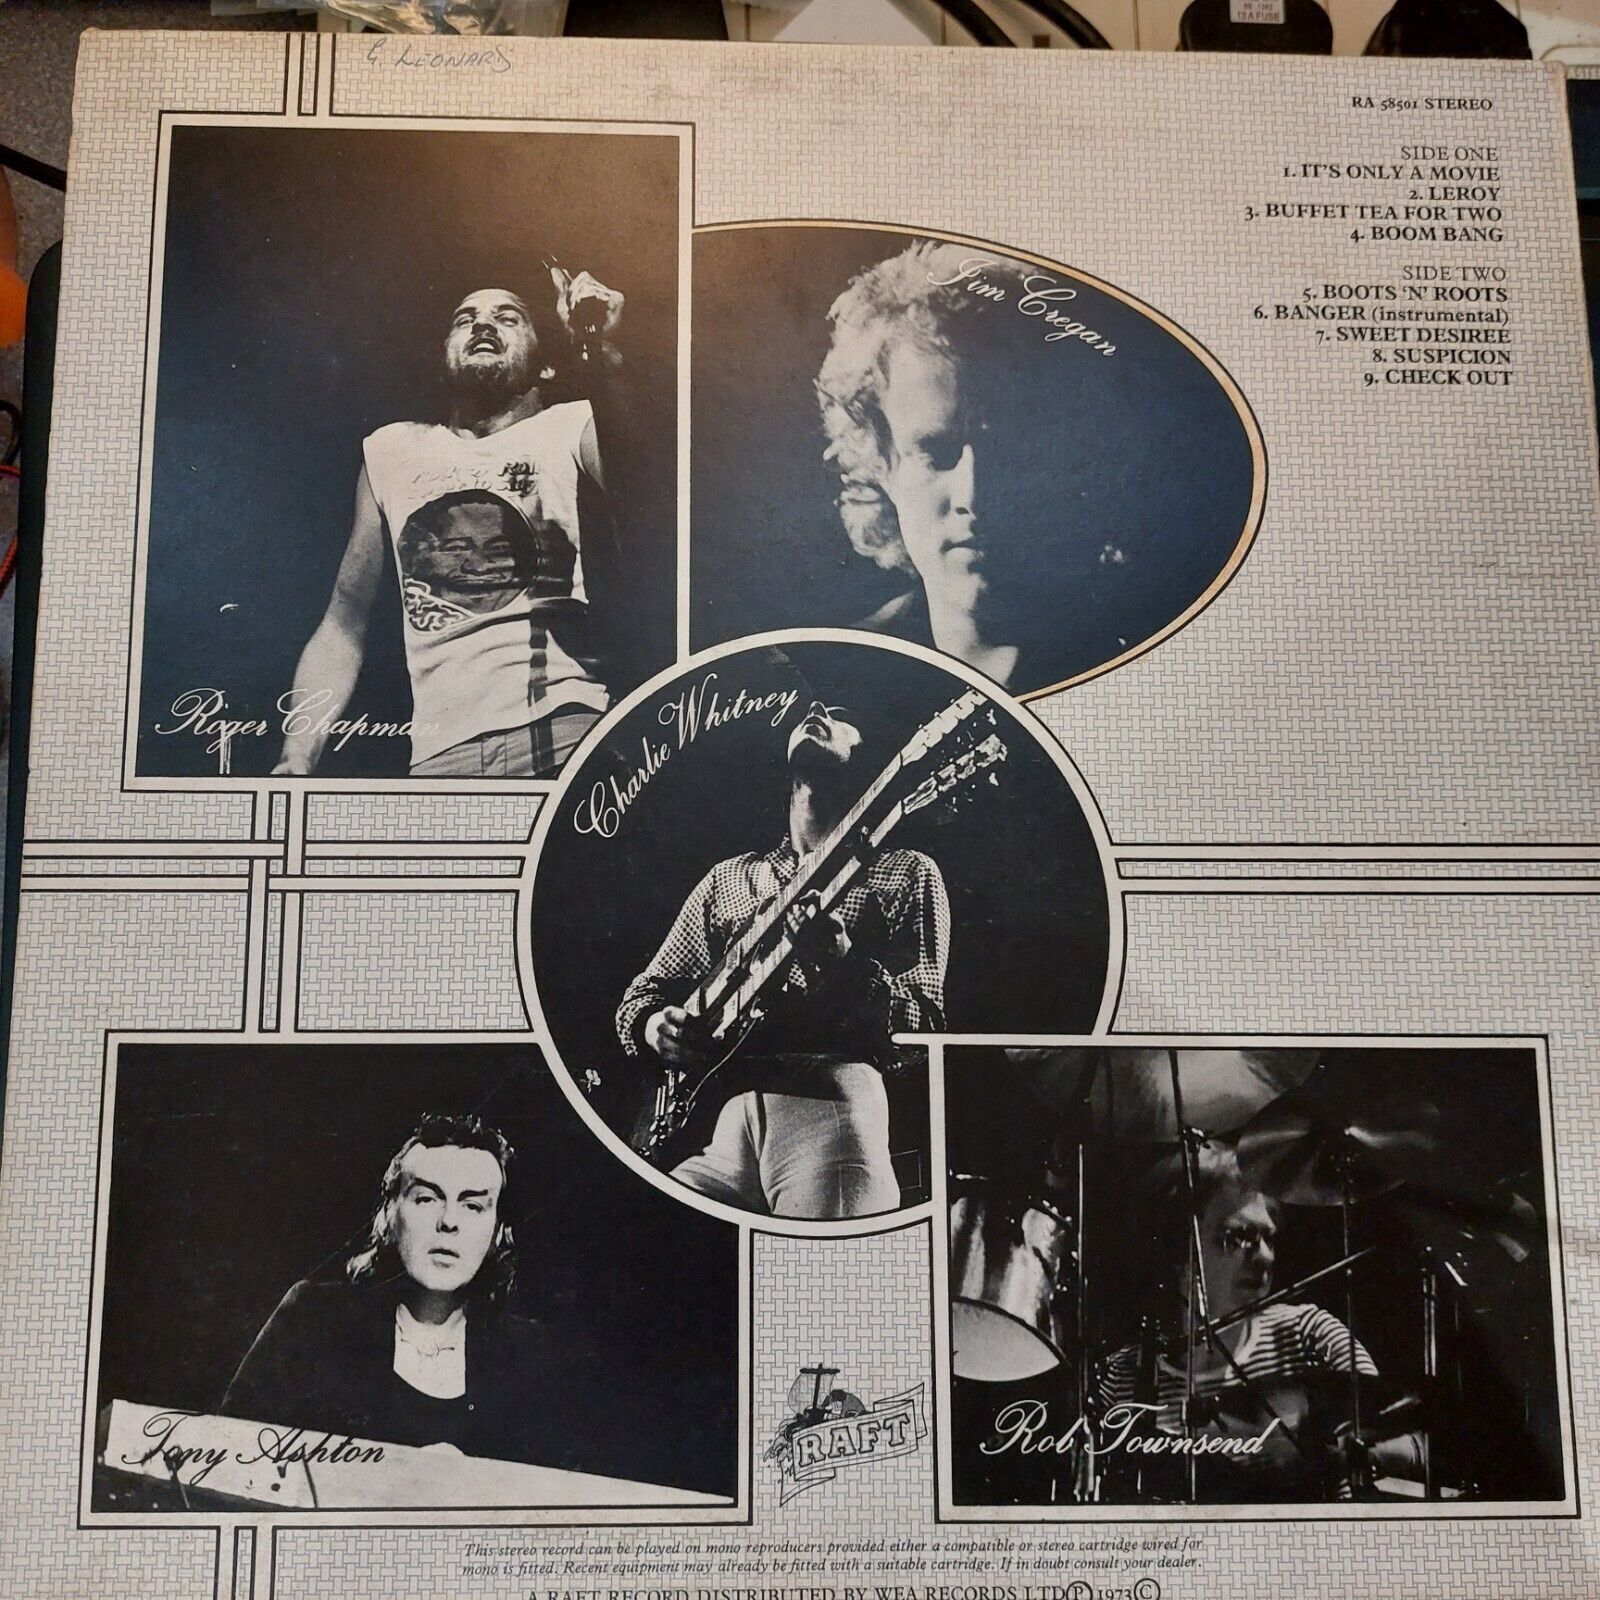 13 A FUSE
G. LEONARD
RA 58501 STEREO
SIDE ONE
1. IT'S ONLY A MOVIE
2. LEROY
3. BUFFET TEA FOR TWO
4. BOOM BANG
SIDE TWO
5. BOOTS 'N' ROOTS
6. BANGER (instrumental)
7. SWEET DESIREE
8. SUSPICION
9. CHECK OUT
Jim Cregan
Roger Chapman
Charlie Whitney
Tony Ashton
RAFT
Rob Townsend
This stereo record can be played on mono reproducers provided either a compatible or stereo cartridge wired for
mono is fitted. Recent equipment may already be fitted with a suitable cartridge. If in doubt consult your dealer.
A RAFT RECORD DISTRIBUTED BY WEA RECORDS LTD Ⓟ 1973 Ⓒ